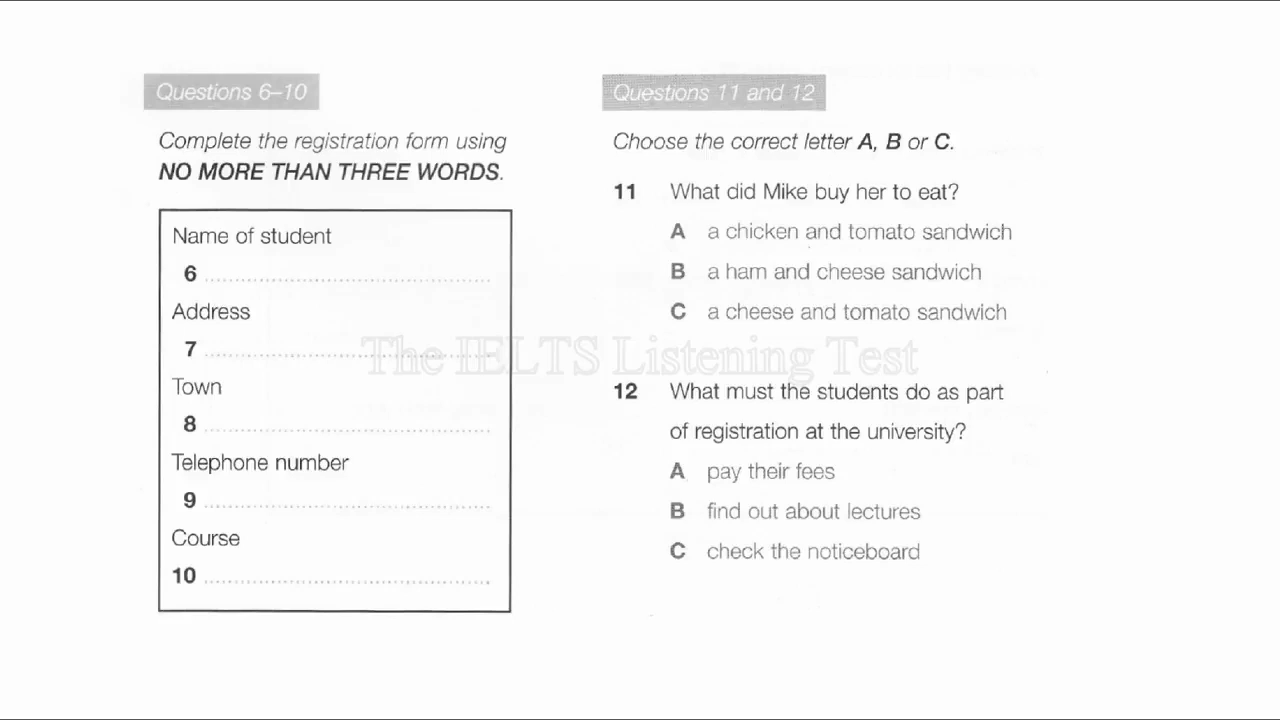 Questions 6–10
Complete the registration form using
NO MORE THAN THREE WORDS.
Name of student
6
Address
7
Town
8
Telephone number
9
Course
10
Questions 11 and 12
Choose the correct letter A, B or C.
11 What did Mike buy her to eat?
A a chicken and tomato sandwich
B a ham and cheese sandwich
C a cheese and tomato sandwich
The IELTS Listening Test
12 What must the students do as part
of registration at the university?
A pay their fees
B find out about lectures
C check the noticeboard